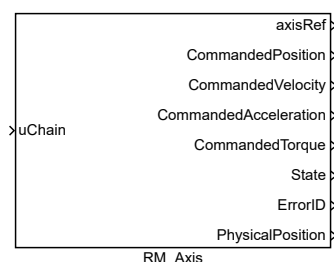 axisRef
CommandedPosition
CommandedVelocity
CommandedAcceleration
uChain
CommandedTorque
State
ErrorID
PhysicalPosition
RM_Axis